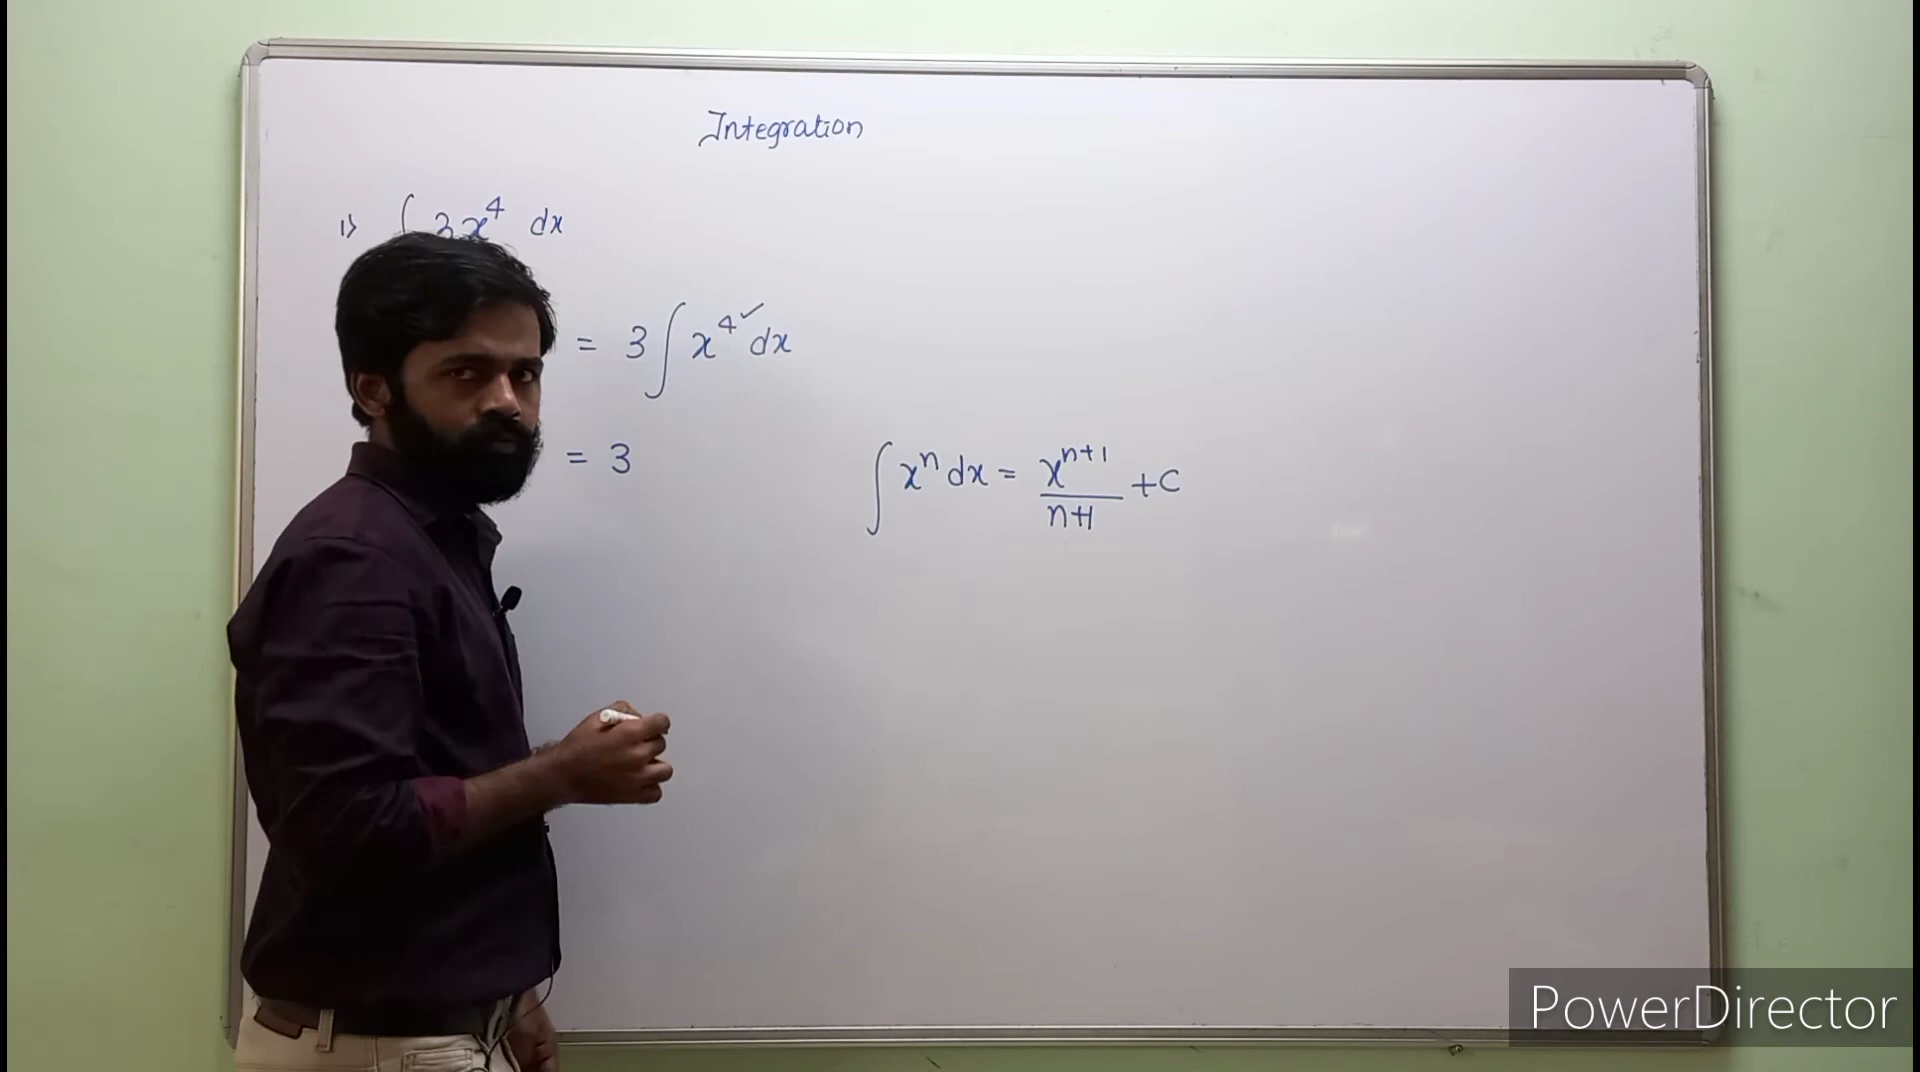 Integration
1) ∫ 3x⁴ dx
= 3 ∫ x⁴ ✓ dx
= 3
∫ xⁿ dx = xⁿ⁺¹/n+1 + c
PowerDirector